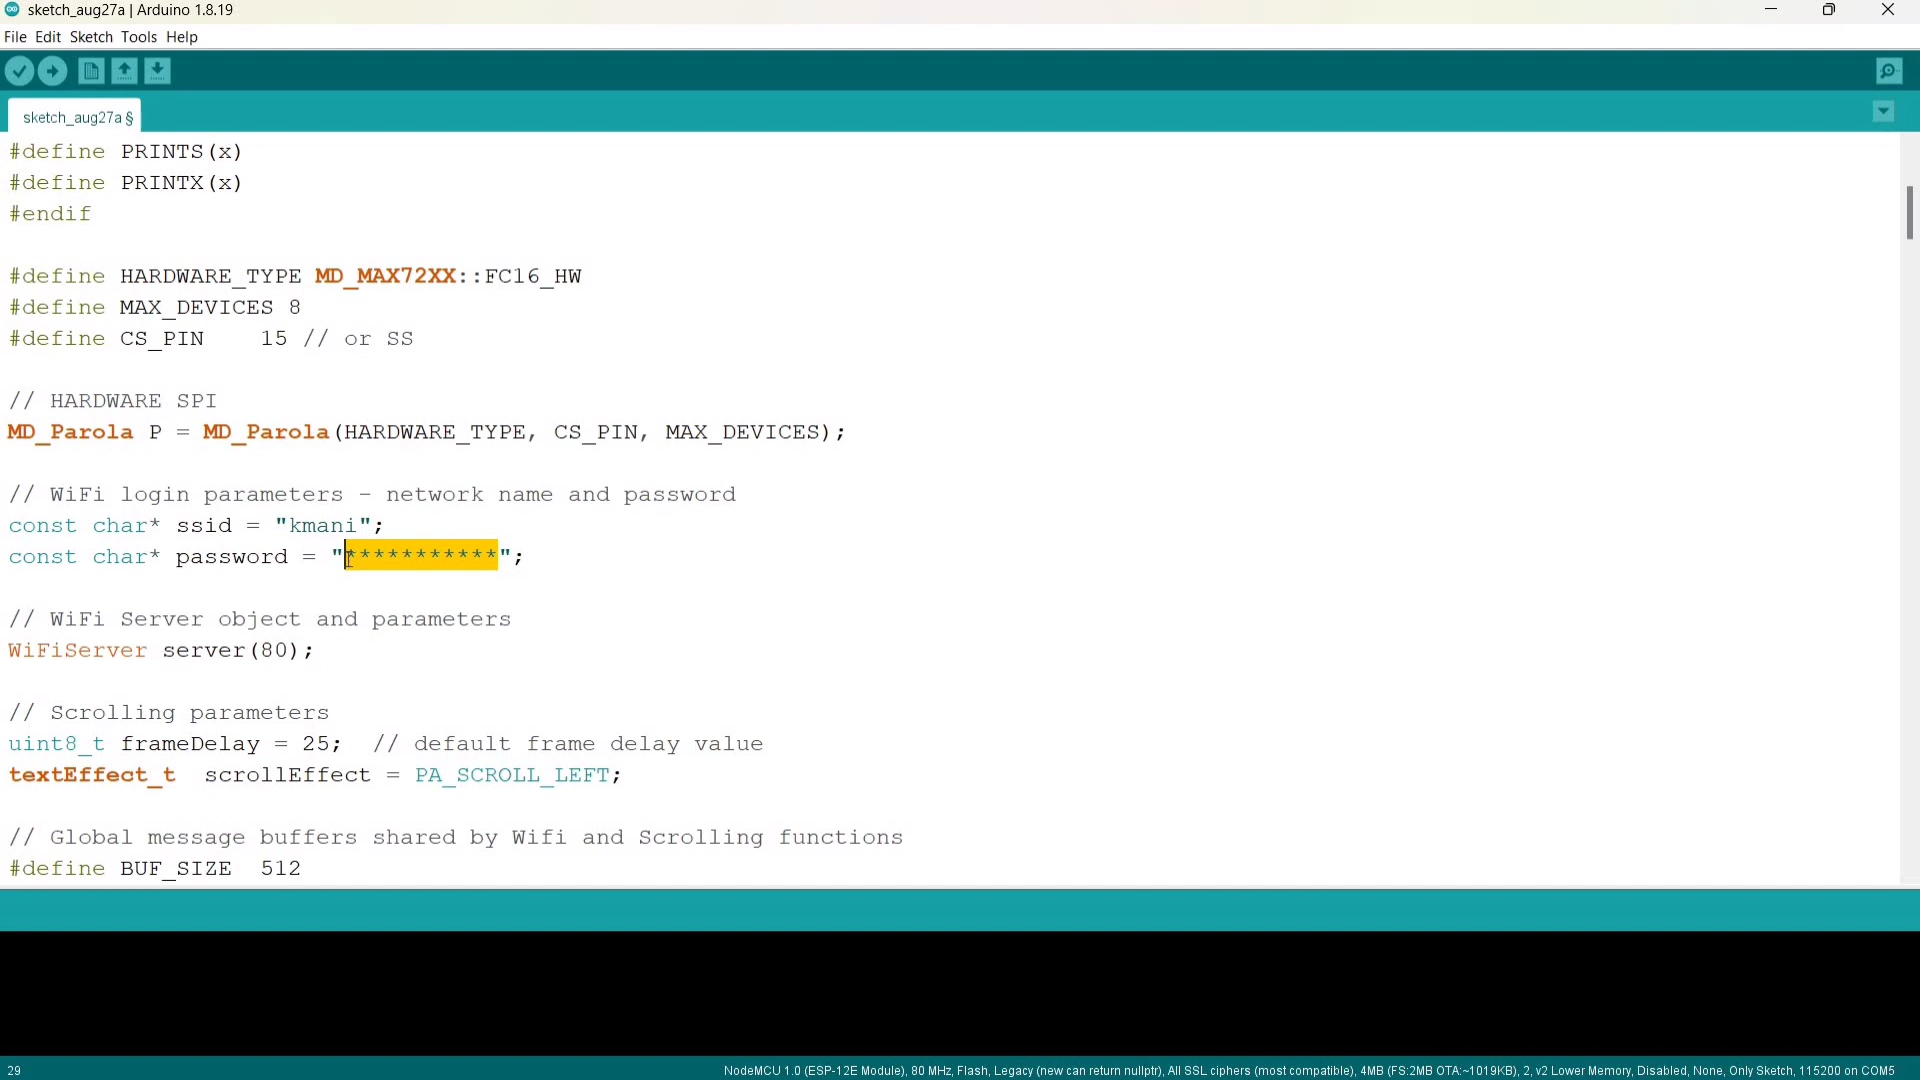 sketch_aug27a | Arduino 1.8.19
File Edit Sketch Tools Help
sketch_aug27a §
#define PRINTS(x)
#define PRINTX(x)
#endif
#define HARDWARE_TYPE MD_MAX72XX::FC16_HW
#define MAX_DEVICES 8
#define CS_PIN    15 // or SS
// HARDWARE SPI
MD_Parola P = MD_Parola(HARDWARE_TYPE, CS_PIN, MAX_DEVICES);
// WiFi login parameters - network name and password
const char* ssid = "kmani";
const char* password = "***********";
// WiFi Server object and parameters
WiFiServer server(80);
// Scrolling parameters
uint8_t frameDelay = 25;  // default frame delay value
textEffect_t  scrollEffect = PA_SCROLL_LEFT;
// Global message buffers shared by Wifi and Scrolling functions
#define BUF_SIZE  512
29
NodeMCU 1.0 (ESP-12E Module), 80 MHz, Flash, Legacy (new can return nullptr), All SSL ciphers (most compatible), 4MB (FS:2MB OTA:~1019KB), 2, v2 Lower Memory, Disabled, None, Only Sketch, 115200 on COM5